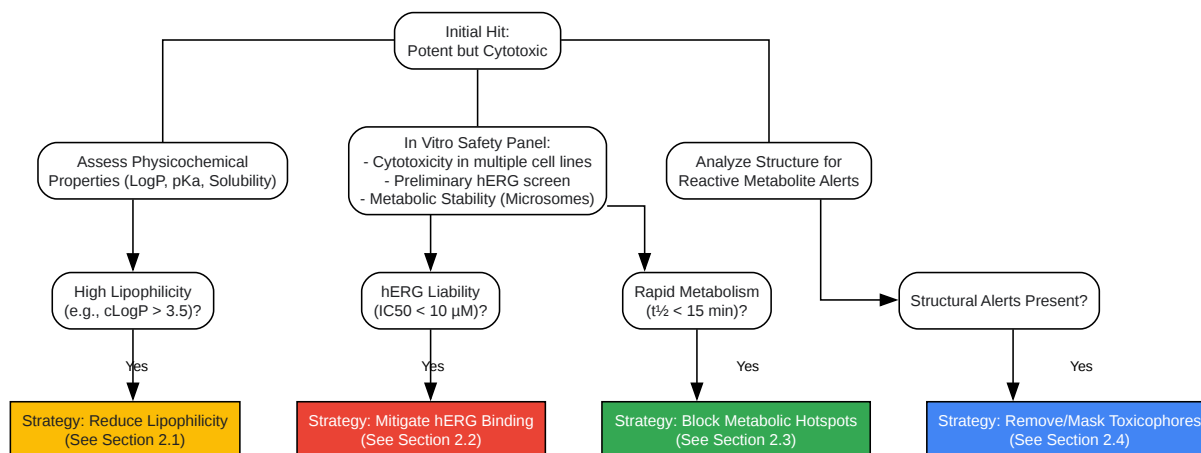 Initial Hit:
Potent but Cytotoxic
Assess Physicochemical
Properties (LogP, pKa, Solubility)
In Vitro Safety Panel:
- Cytotoxicity in multiple cell lines
- Preliminary hERG screen
- Metabolic Stability (Microsomes)
Analyze Structure for
Reactive Metabolite Alerts
High Lipophilicity
(e.g., cLogP > 3.5)?
hERG Liability
(IC50 < 10 µM)?
Rapid Metabolism
(t½ < 15 min)?
Structural Alerts Present?
Yes
Yes
Yes
Yes
Strategy: Reduce Lipophilicity
(See Section 2.1)
Strategy: Mitigate hERG Binding
(See Section 2.2)
Strategy: Block Metabolic Hotspots
(See Section 2.3)
Strategy: Remove/Mask Toxicophores
(See Section 2.4)